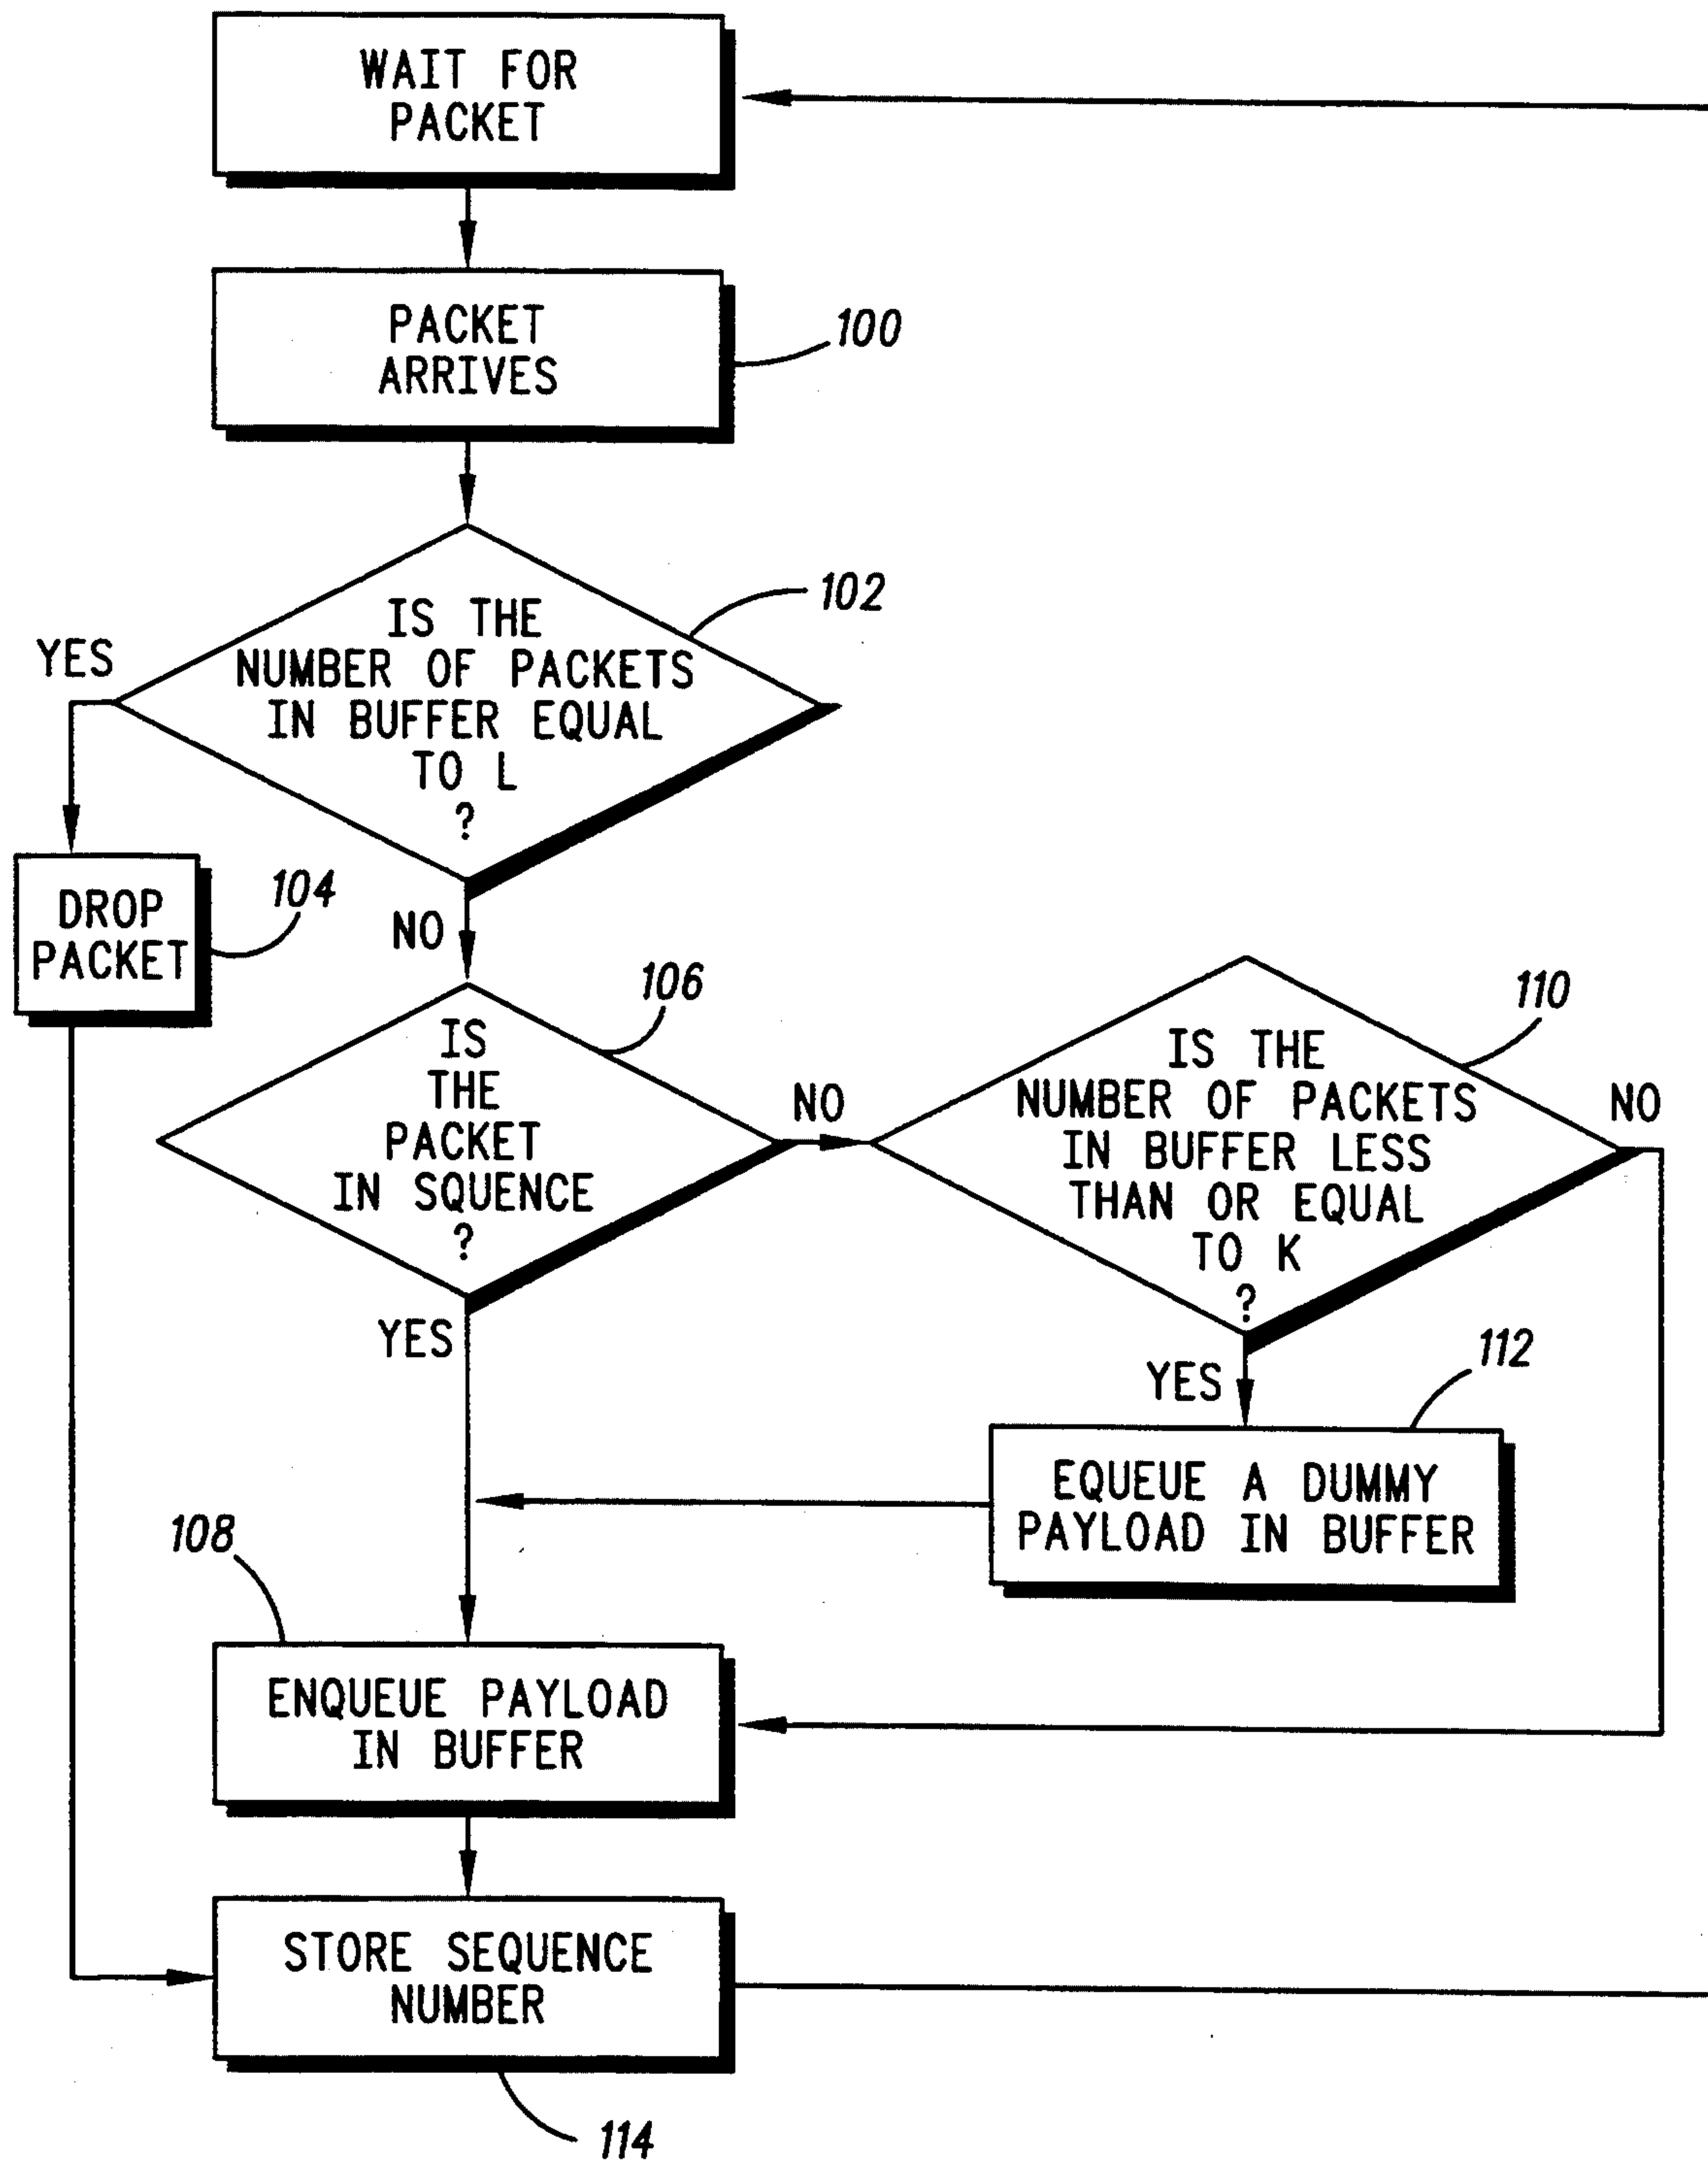 WAIT FOR
PACKET
PACKET
ARRIVES
100
IS THE
NUMBER OF PACKETS
IN BUFFER EQUAL
TO L
?
102
YES
DROP
PACKET
104
NO
IS
THE
PACKET
IN SQUENCE
?
106
NO
IS THE
NUMBER OF PACKETS
IN BUFFER LESS
THAN OR EQUAL
TO K
?
110
NO
YES
YES
112
EQUEUE A DUMMY
PAYLOAD IN BUFFER
108
ENQUEUE PAYLOAD
IN BUFFER
STORE SEQUENCE
NUMBER
114